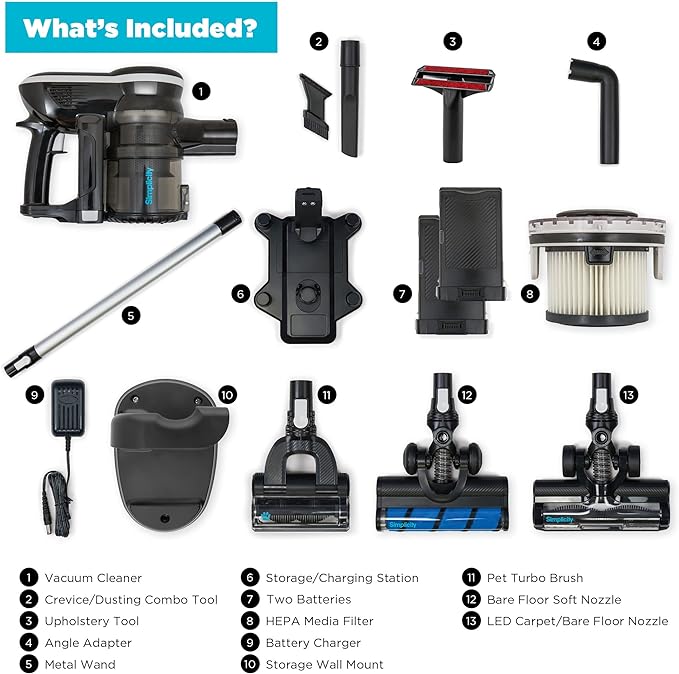 What's Included?
1
2
3
4
Simplicity
5
6
7
8
9
10
11
12
13
Simplicity
Simplicity
1 Vacuum Cleaner
2 Crevice/Dusting Combo Tool
3 Upholstery Tool
4 Angle Adapter
5 Metal Wand
6 Storage/Charging Station
7 Two Batteries
8 HEPA Media Filter
9 Battery Charger
10 Storage Wall Mount
11 Pet Turbo Brush
12 Bare Floor Soft Nozzle
13 LED Carpet/Bare Floor Nozzle